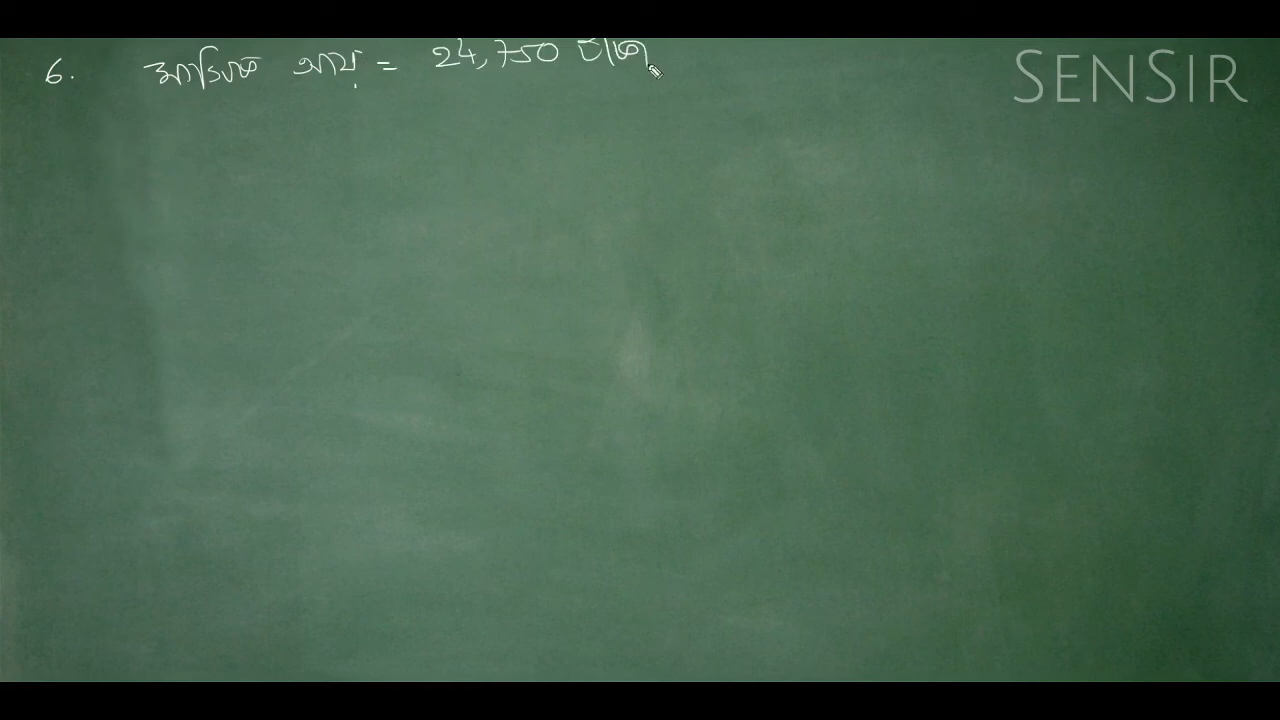 6. মাসিক আয় = 24,750 টাকা
SENSIR